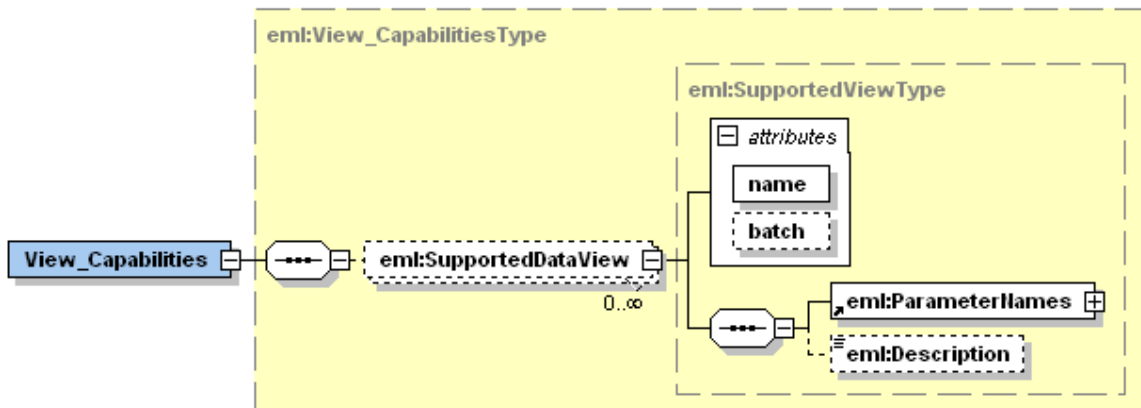 eml:View_CapabilitiesType
eml:SupportedViewType
attributes
name
batch
View_Capabilities
eml:SupportedDataView
0..∞
eml:ParameterNames
eml:Description